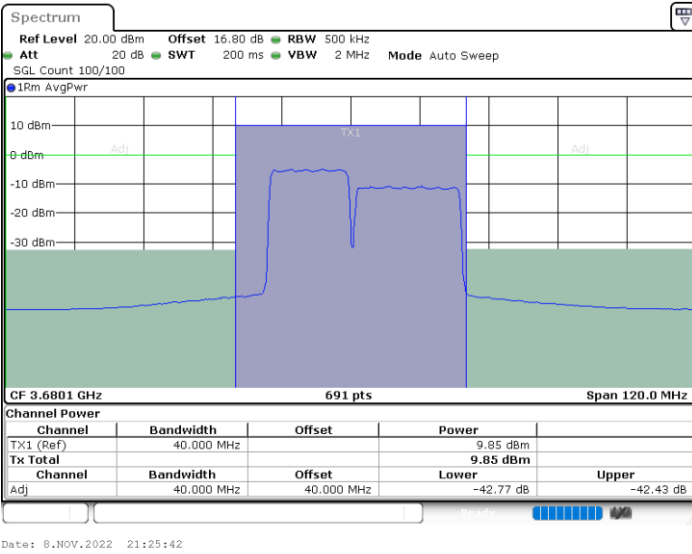 Spectrum
Ref Level 20.00 dBm Offset 16.80 dB RBW 500 kHz
Att 20 dB SWT 200 ms VBW 2 MHz Mode Auto Sweep
SGL Count 100/100
1Rm AvgPwr
10 dBm
TX1
Adj
Adj
0 dBm
-10 dBm
-20 dBm
-30 dBm
CF 3.6801 GHz 691 pts Span 120.0 MHz
Channel Power
Channel Bandwidth Offset Power
TX1 (Ref) 40.000 MHz 9.85 dBm
Tx Total 9.85 dBm
Channel Bandwidth Offset Lower Upper
Adj 40.000 MHz 40.000 MHz -42.77 dB -42.43 dB
Ready
Date: 8.NOV.2022 21:25:42